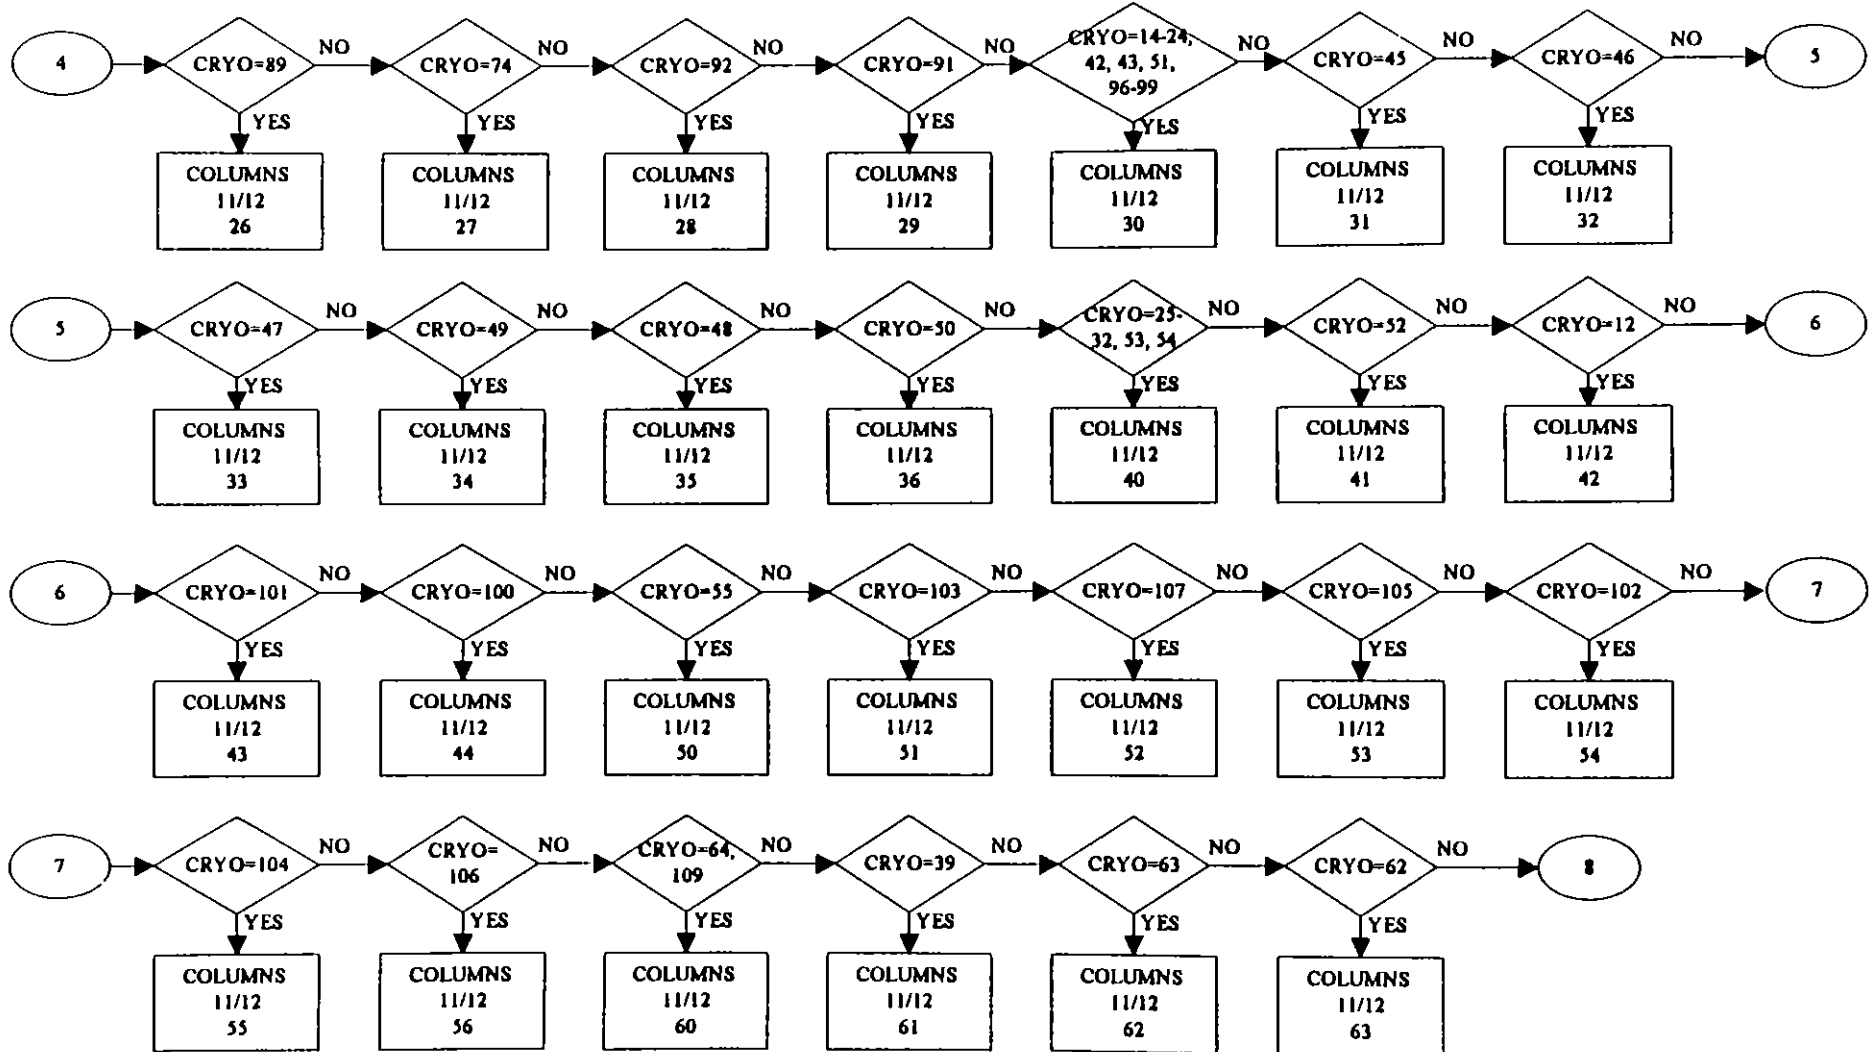 4
CRYO=89
NO
CRYO=74
NO
CRYO=92
NO
CRYO=91
NO
CRYO=14-24,
42, 43, 51,
96-99
NO
CRYO=45
NO
CRYO=46
NO
5
YES
YES
YES
YES
YES
YES
YES
COLUMNS
11/12
26
COLUMNS
11/12
27
COLUMNS
11/12
28
COLUMNS
11/12
29
COLUMNS
11/12
30
COLUMNS
11/12
31
COLUMNS
11/12
32
5
CRYO=47
NO
CRYO=49
NO
CRYO=48
NO
CRYO=50
NO
CRYO=25-
32, 53, 54
NO
CRYO=52
NO
CRYO=12
NO
6
YES
YES
YES
YES
YES
YES
YES
COLUMNS
11/12
33
COLUMNS
11/12
34
COLUMNS
11/12
35
COLUMNS
11/12
36
COLUMNS
11/12
40
COLUMNS
11/12
41
COLUMNS
11/12
42
6
CRYO=101
NO
CRYO=100
NO
CRYO=55
NO
CRYO=103
NO
CRYO=107
NO
CRYO=105
NO
CRYO=102
NO
7
YES
YES
YES
YES
YES
YES
YES
COLUMNS
11/12
43
COLUMNS
11/12
44
COLUMNS
11/12
50
COLUMNS
11/12
51
COLUMNS
11/12
52
COLUMNS
11/12
53
COLUMNS
11/12
54
7
CRYO=104
NO
CRYO=
106
NO
CRYO=64,
109
NO
CRYO=39
NO
CRYO=63
NO
CRYO=62
NO
8
YES
YES
YES
YES
YES
YES
COLUMNS
11/12
55
COLUMNS
11/12
56
COLUMNS
11/12
60
COLUMNS
11/12
61
COLUMNS
11/12
62
COLUMNS
11/12
63